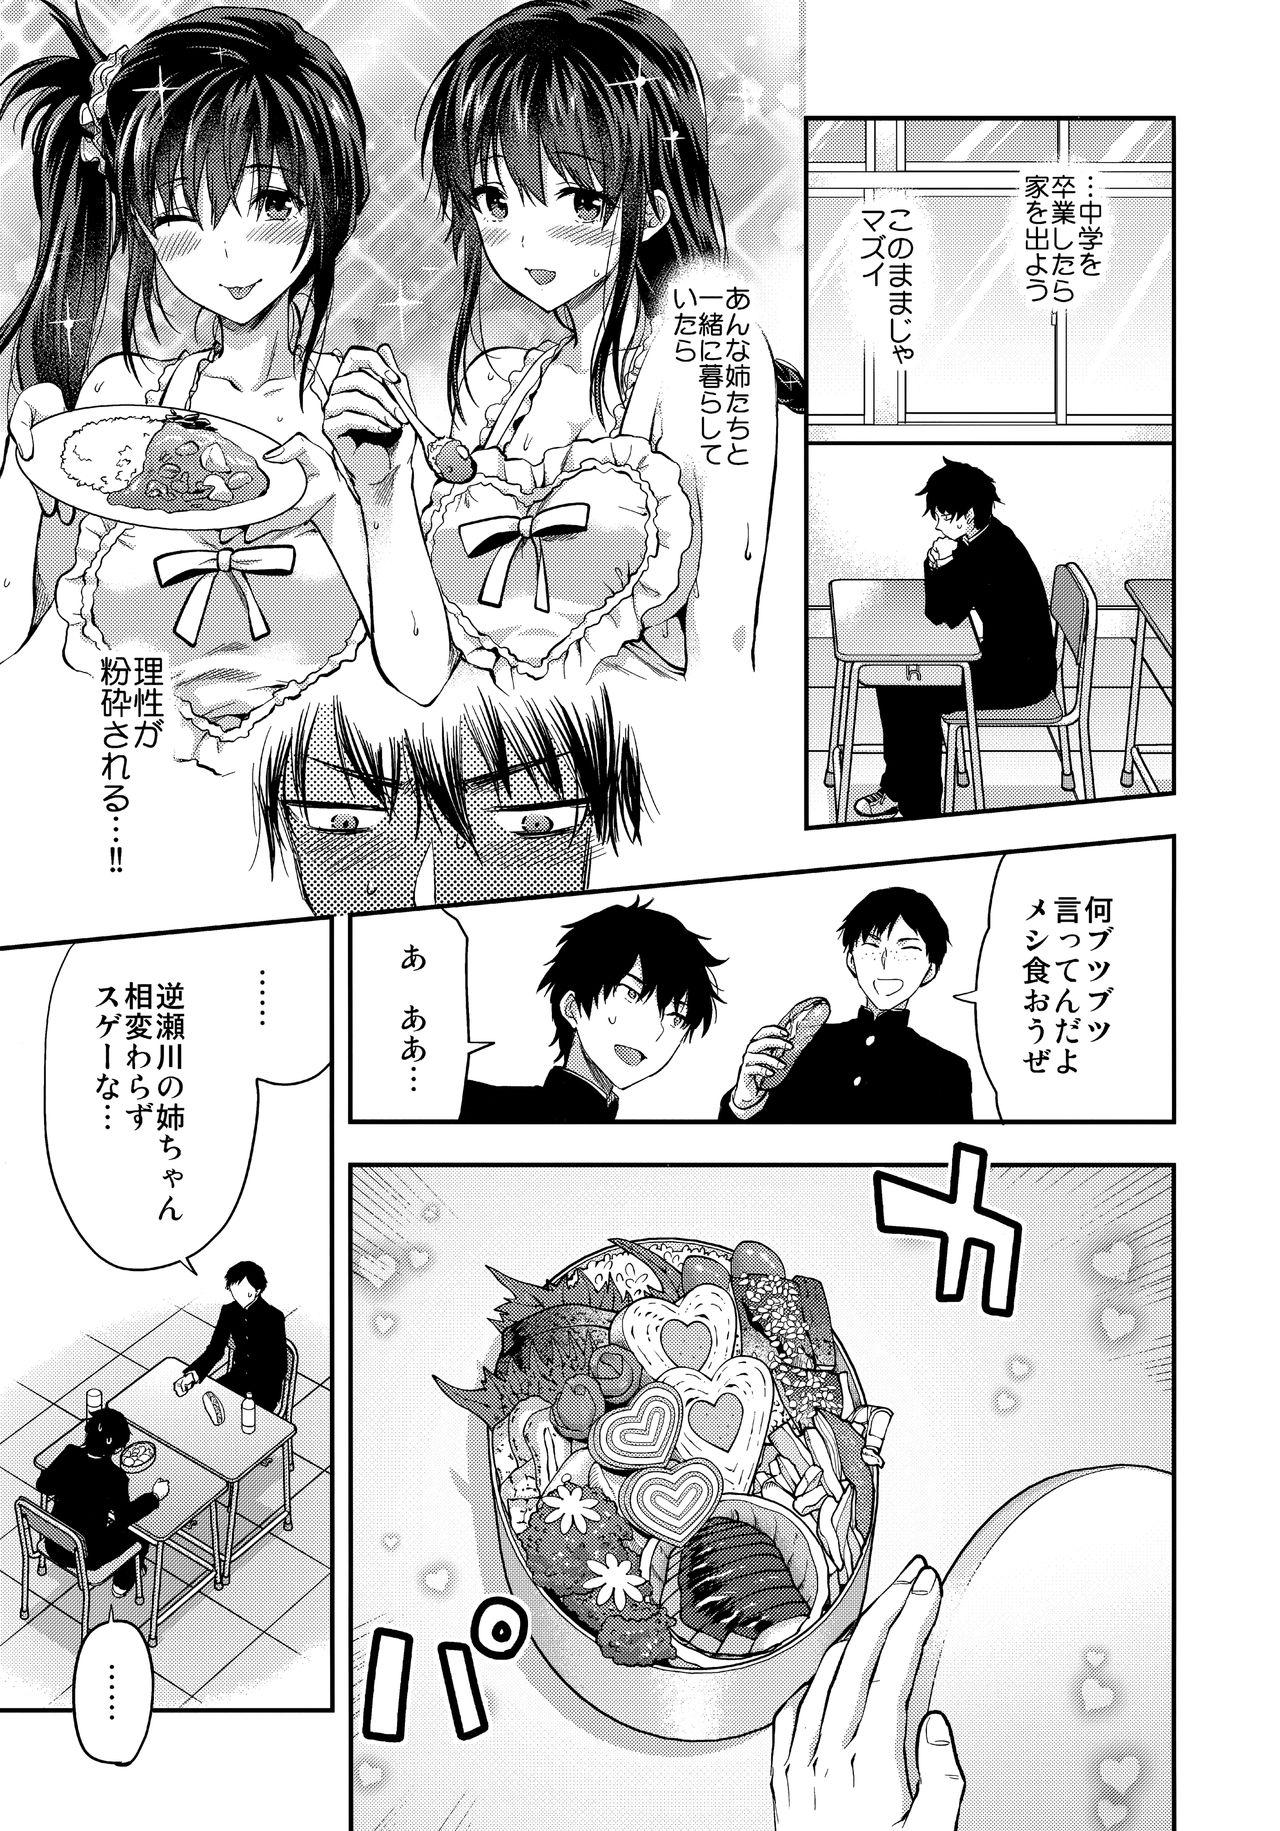 …中学を
卒業したら
家を出よう
このままじゃ
マズイ
あんな姉たちと
一緒に暮らして
いたら
理性が
粉砕される…!!
何ブツブツ
言ってんだよ
メシ食おうぜ
あ ああ…
パカ
……
逆瀬川の姉ちゃん
相変わらず
スゲーな…
……